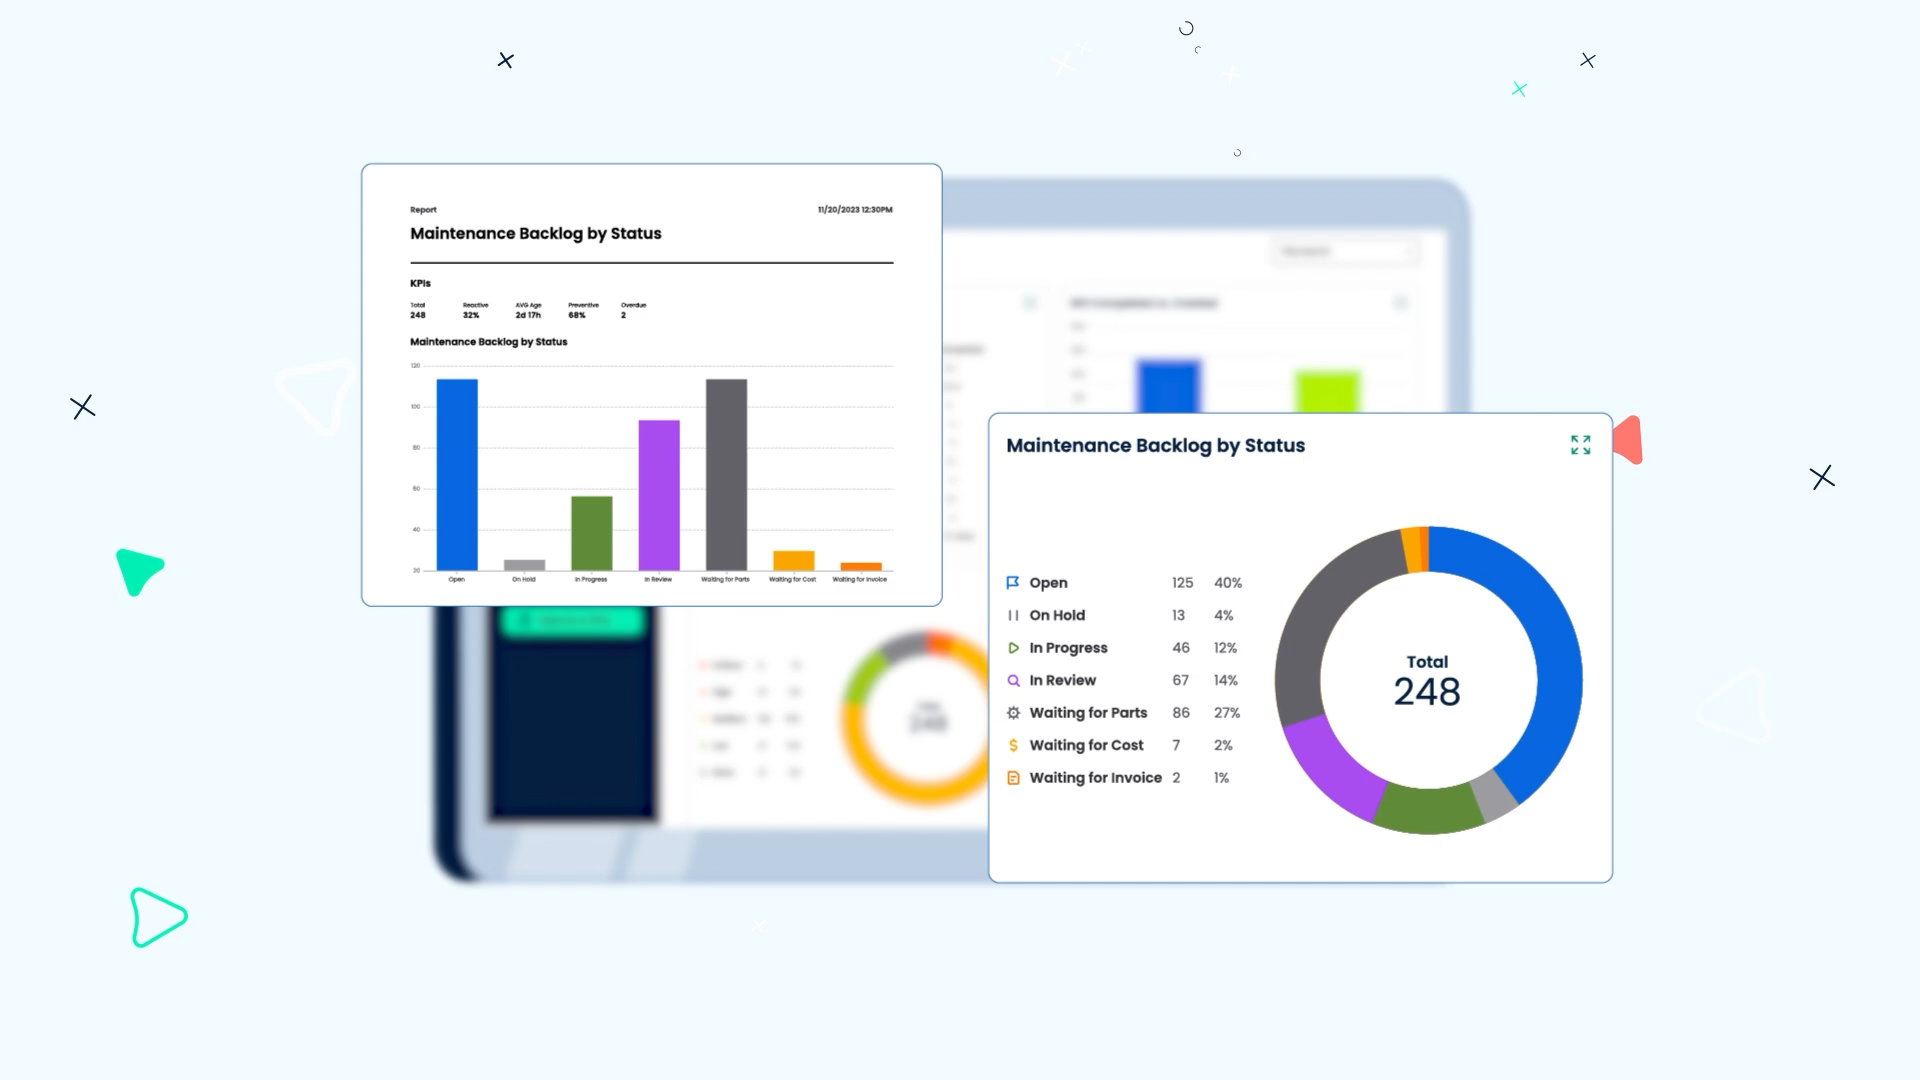 Report 11/20/2023 12:30PM
Maintenance Backlog by Status
KPIs
Total Reactive AVG Age Preventive Overdue
248 32% 2d 17h 68% 2
Maintenance Backlog by Status
120
100
80
60
40
20
Open On Hold In Progress In Review Waiting for Parts Waiting for Cost Waiting for Invoice
Maintenance Backlog by Status
Open 125 40%
On Hold 13 4%
In Progress 46 12%
In Review 67 14%
Waiting for Parts 86 27%
Waiting for Cost 7 2%
Waiting for Invoice 2 1%
Total
248
Total
248